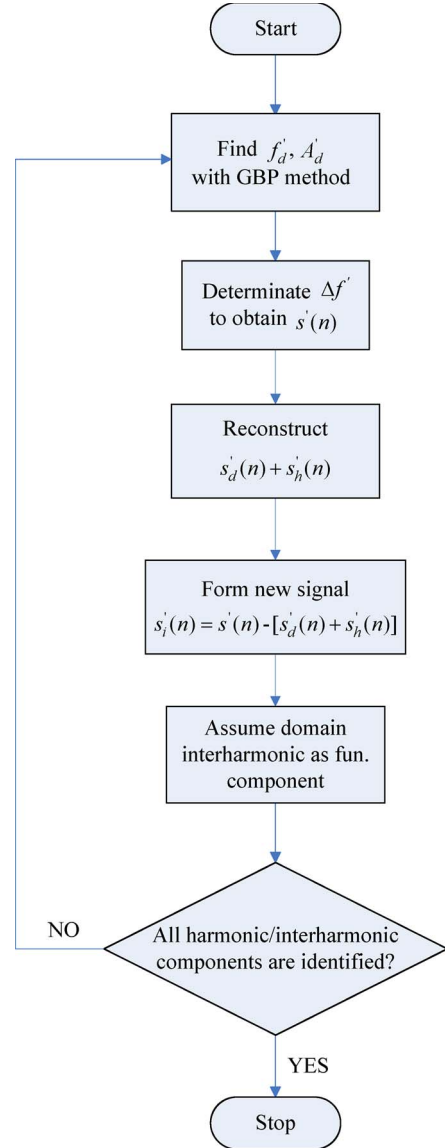 Start
Find f'_d, A'_d
with GBP method
Determinate Δf'
to obtain s'(n)
Reconstruct
s'_d(n) + s'_h(n)
Form new signal
s'_i(n) = s'(n) - [s'_d(n) + s'_h(n)]
Assume domain
interharmonic as fun.
component
All harmonic/interharmonic
components are identified?
NO
YES
Stop